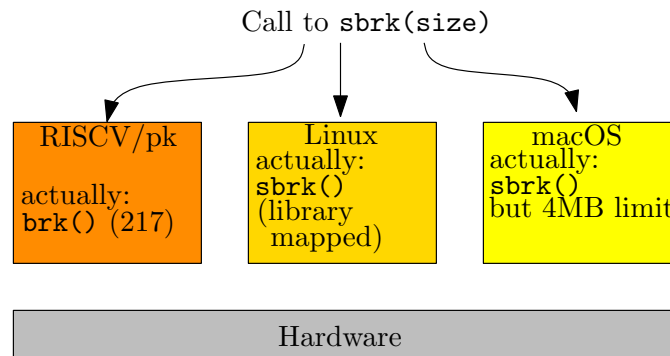 Call to sbrk(size)
RISCV/pk
actually:
brk() (217)
Linux
actually:
sbrk()
(library
mapped)
macOS
actually:
sbrk()
but 4MB limit
Hardware